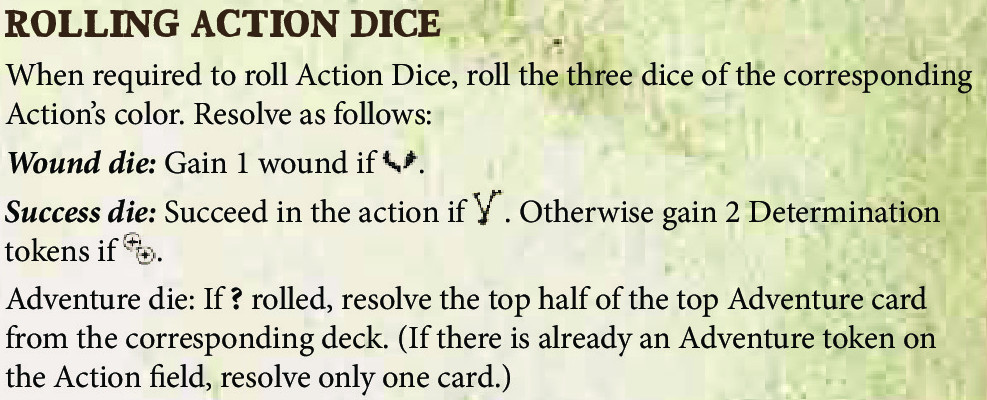 ROLLING ACTION DICE
When required to roll Action Dice, roll the three dice of the corresponding
Action's color. Resolve as follows:
Wound die: Gain 1 wound if .
Success die: Succeed in the action if . Otherwise gain 2 Determination
tokens if .
Adventure die: If ? rolled, resolve the top half of the top Adventure card
from the corresponding deck. (If there is already an Adventure token on
the Action field, resolve only one card.)